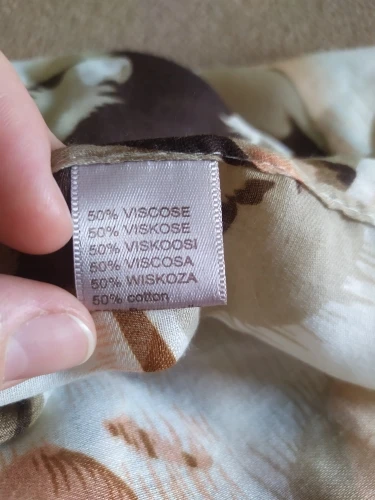 50% VISCOSE
50% VISKOSE
50% VISKOOSI
50% VISCOSA
50% WISKOZA
50% cotton